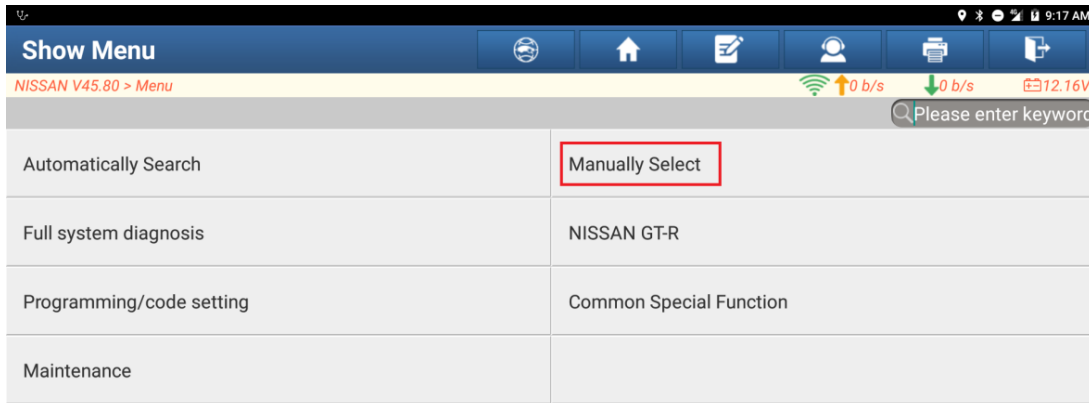 9:17 AM
Show Menu
NISSAN V45.80 > Menu
0 b/s
0 b/s
12.16V
Please enter keyword
Automatically Search
Manually Select
Full system diagnosis
NISSAN GT-R
Programming/code setting
Common Special Function
Maintenance